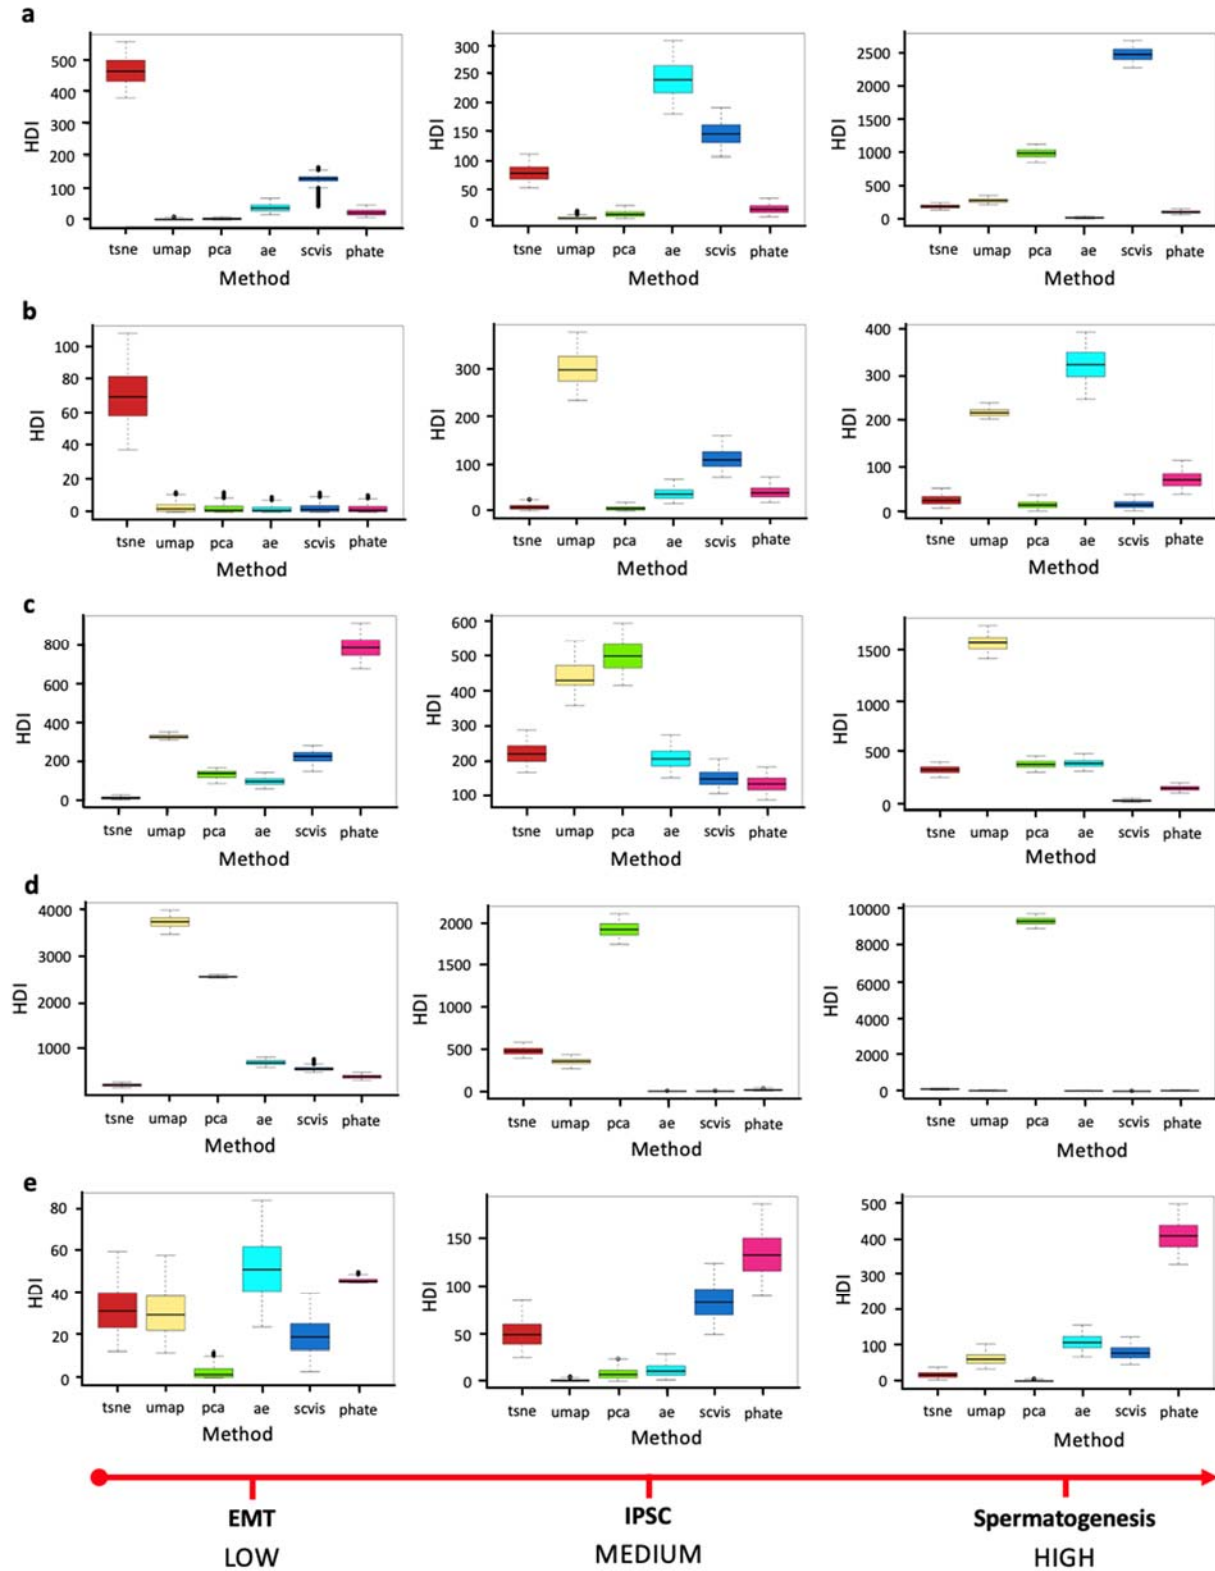 a
500
400
300
200
100
0
HDI
tsne umap pca ae scvis phate
Method
300
250
200
150
100
50
0
HDI
tsne umap pca ae scvis phate
Method
2500
2000
1500
1000
500
0
HDI
tsne umap pca ae scvis phate
Method
b
100
80
60
40
20
0
HDI
tsne umap pca ae scvis phate
Method
300
200
100
0
HDI
tsne umap pca ae scvis phate
Method
400
300
200
100
0
HDI
tsne umap pca ae scvis phate
Method
c
800
600
400
200
0
HDI
tsne umap pca ae scvis phate
Method
600
500
400
300
200
100
HDI
tsne umap pca ae scvis phate
Method
1500
1000
500
0
HDI
tsne umap pca ae scvis phate
Method
d
4000
3000
2000
1000
HDI
tsne umap pca ae scvis phate
Method
2000
1500
1000
500
0
HDI
tsne umap pca ae scvis phate
Method
10000
8000
6000
4000
2000
0
HDI
tsne umap pca ae scvis phate
Method
e
80
60
40
20
0
HDI
tsne umap pca ae scvis phate
Method
150
100
50
0
HDI
tsne umap pca ae scvis phate
Method
500
400
300
200
100
0
HDI
tsne umap pca ae scvis phate
Method
EMT
LOW
IPSC
MEDIUM
Spermatogenesis
HIGH